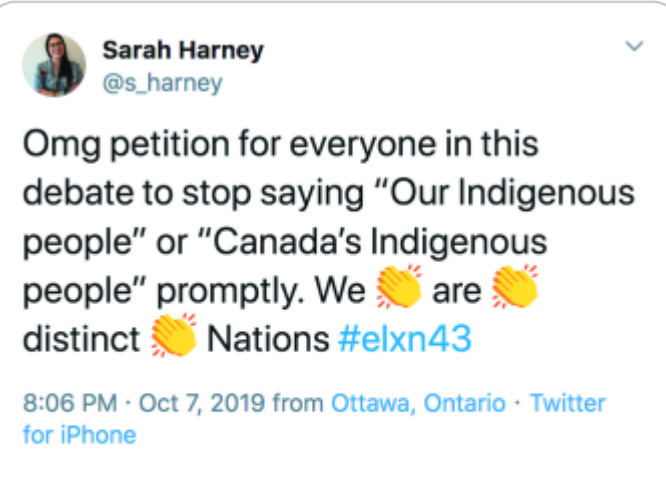 Sarah Harney
@s_harney
Omg petition for everyone in this
debate to stop saying “Our Indigenous
people” or “Canada’s Indigenous
people” promptly. We 👏 are 👏
distinct 👏 Nations #elxn43
8:06 PM · Oct 7, 2019 from Ottawa, Ontario · Twitter
for iPhone